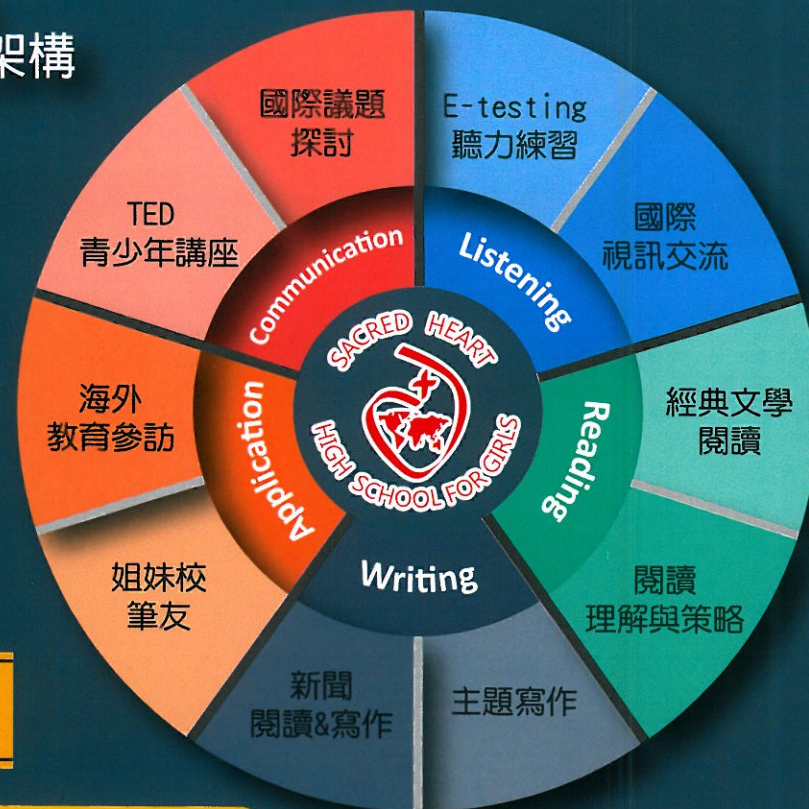 架構
國際議題
探討
E-testing
聽力練習
TED
青少年講座
國際
視訊交流
Communication
Listening
SACRED HEART
HIGH SCHOOL FOR GIRLS
海外
教育參訪
Application
Reading
經典文學
閱讀
姐妹校
筆友
Writing
閱讀
理解與策略
新聞
閱讀&寫作
主題寫作